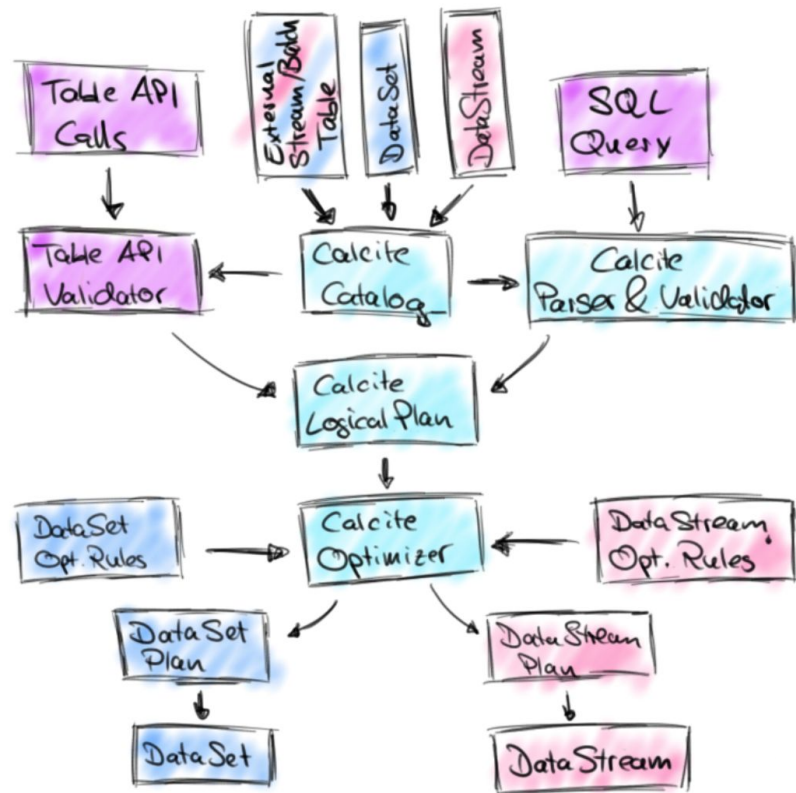 Table API
Calls
External
Stream/Batch
Table
DataSet
DataStream
SQL
Query
Table API
Validator
Calcite
Catalog
Calcite
Parser & Validator
Calcite
Logical Plan
DataSet
Opt. Rules
Calcite
Optimizer
DataStream
Opt. Rules
DataSet
Plan
DataStream
Plan
DataSet
DataStream